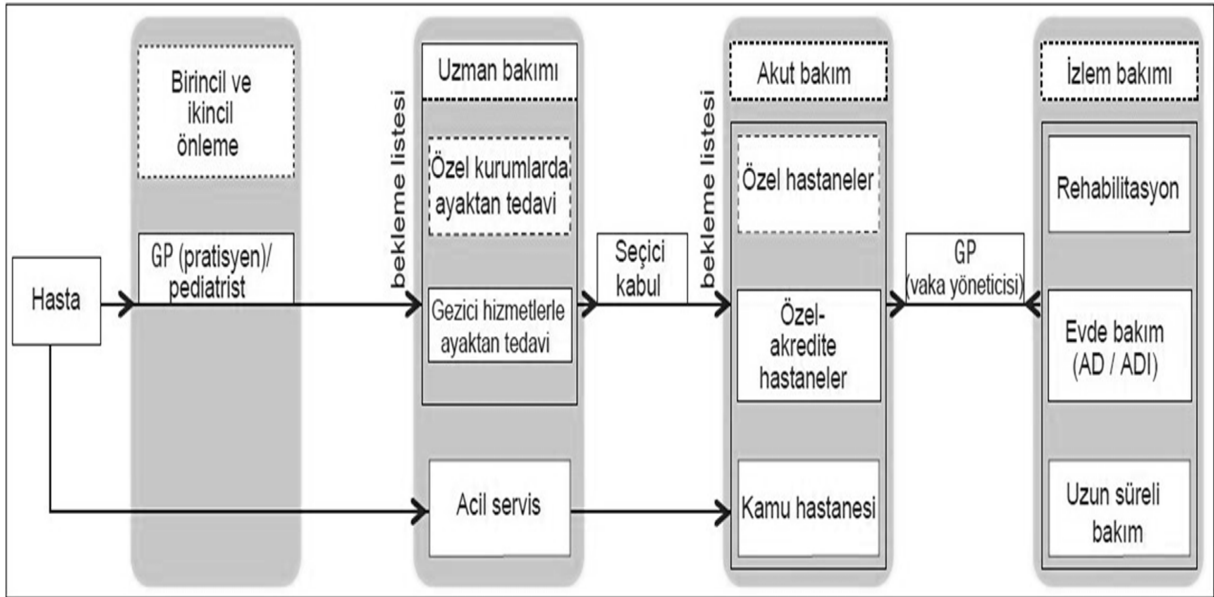 Hasta
Birincil ve
ikincil
önleme
GP (pratisyen)/
pediatrist
bekleme listesi
Uzman bakımı
Özel kurumlarda
ayaktan tedavi
Gezici hizmetlerle
ayaktan tedavi
Acil servis
Seçici
kabul
bekleme listesi
Akut bakım
Özel hastaneler
Özel-
akredite
hastaneler
Kamu hastanesi
GP
(vaka yöneticisi)
İzlem bakımı
Rehabilitasyon
Evde bakım
(AD / ADI)
Uzun süreli
bakım